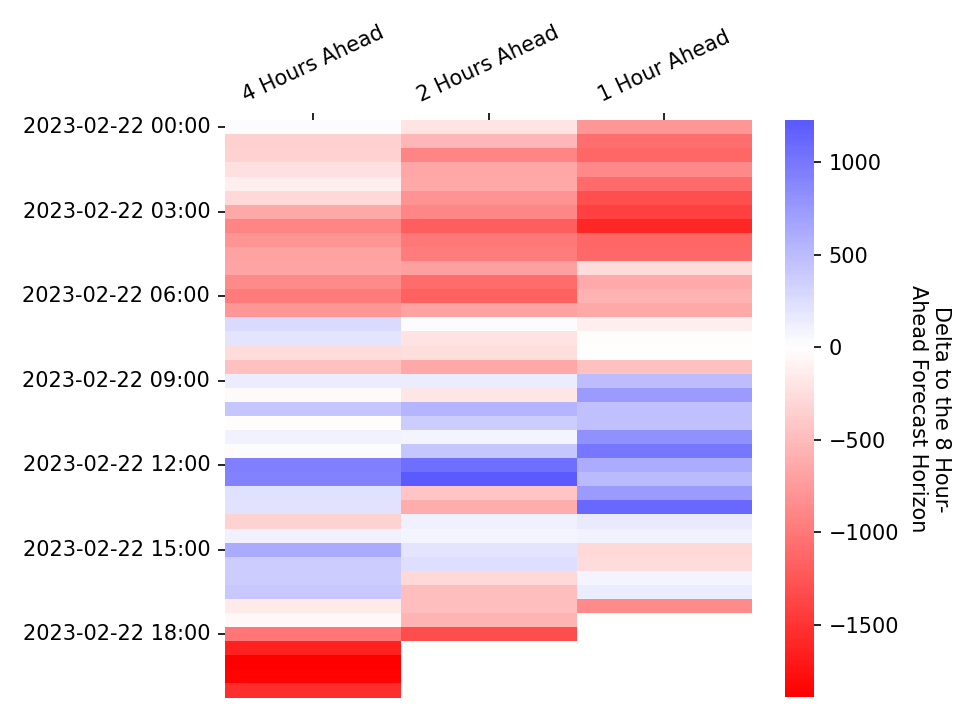 4 Hours Ahead
2 Hours Ahead
1 Hour Ahead
2023-02-22 00:00
2023-02-22 03:00
2023-02-22 06:00
2023-02-22 09:00
2023-02-22 12:00
2023-02-22 15:00
2023-02-22 18:00
1000
500
0
−500
−1000
−1500
Delta to the 8 Hour-
Ahead Forecast Horizon